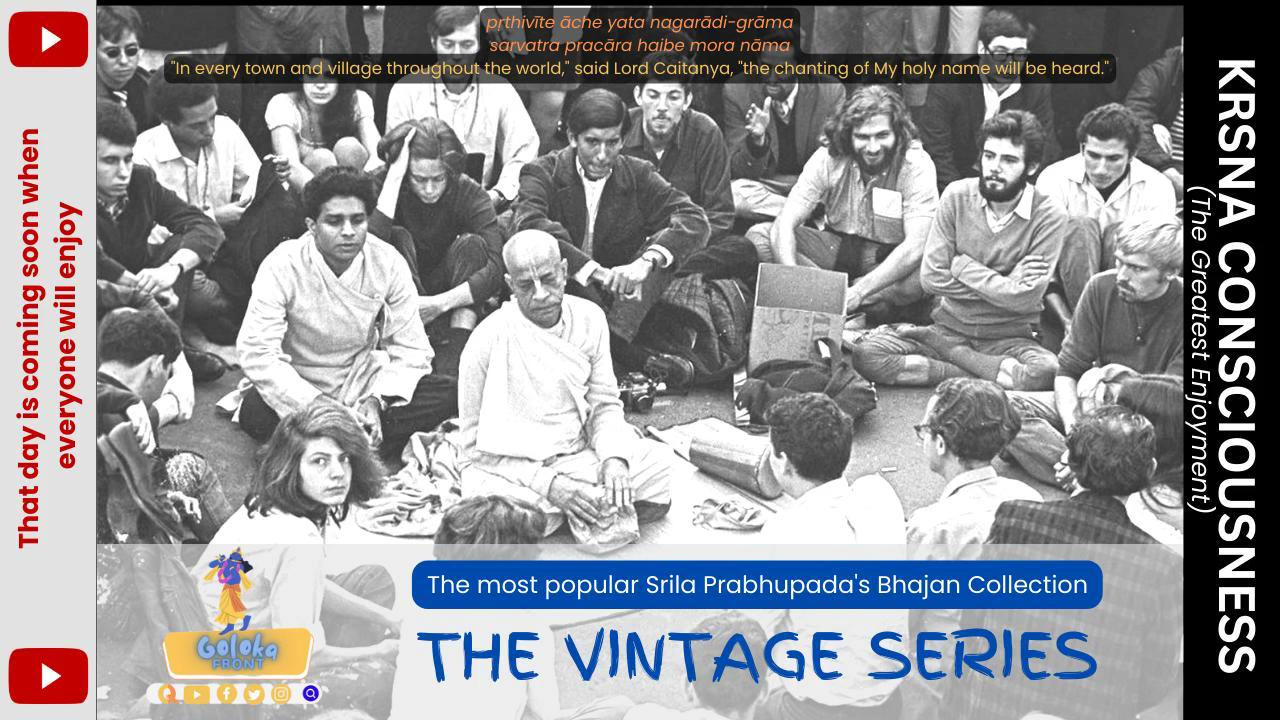 pṛthivīte āche yata nagarādi-grāma
sarvatra pracāra haibe mora nāma
"In every town and village throughout the world," said Lord Caitanya, "the chanting of My holy name will be heard."
That day is coming soon when
everyone will enjoy
KRSNA CONSCIOUSNESS
(The Greatest Enjoyment)
The most popular Srila Prabhupada's Bhajan Collection
THE VINTAGE SERIES
Goloka
FRONT